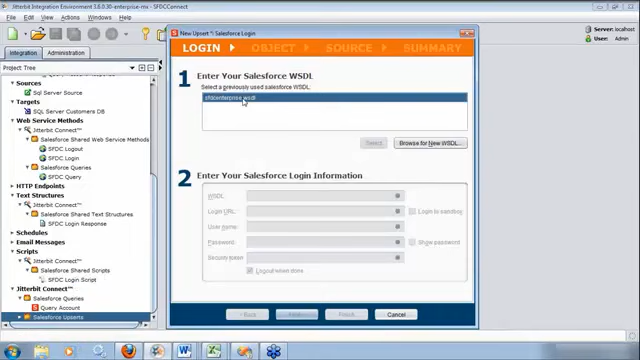 Jitterbit Integration Environment 3.8.0.30-enterprise-mx [SFDCConnect
Server: localhost
User: Admin
File Edit View Actions Window Help
Integration Administration
Project: Tree
Sources
Sql Server Source
Targets
SQL Server Customers DB
Web Service Methods
Jitterbit Connect™
Salesforce Shared Web Service Methods
SFDC Logout
SFDC Login
Salesforce Queries
SFDC Query
HTTP Endpoints
Text Structures
Jitterbit Connect™
Salesforce Shared Text Structures
SFDC Login Response
Schedules
Email Messages
Scripts
Jitterbit Connect™
Salesforce Shared Scripts
SFDC Login Script
Jitterbit Connect™
Salesforce Queries
Query Account
Salesforce Upserts
New Upsert *: Salesforce Login
LOGIN OBJECT SOURCE SUMMARY
1 Enter Your Salesforce WSDL
Select a previously used salesforce WSDL:
sfdcenterprise.wsdl
Select Browse for New WSDL...
2 Enter Your Salesforce Login Information
WSDL
Login URL: Login to sandbox
User name:
Password: Show password
Security token
Logout when done
< Back Finish Cancel